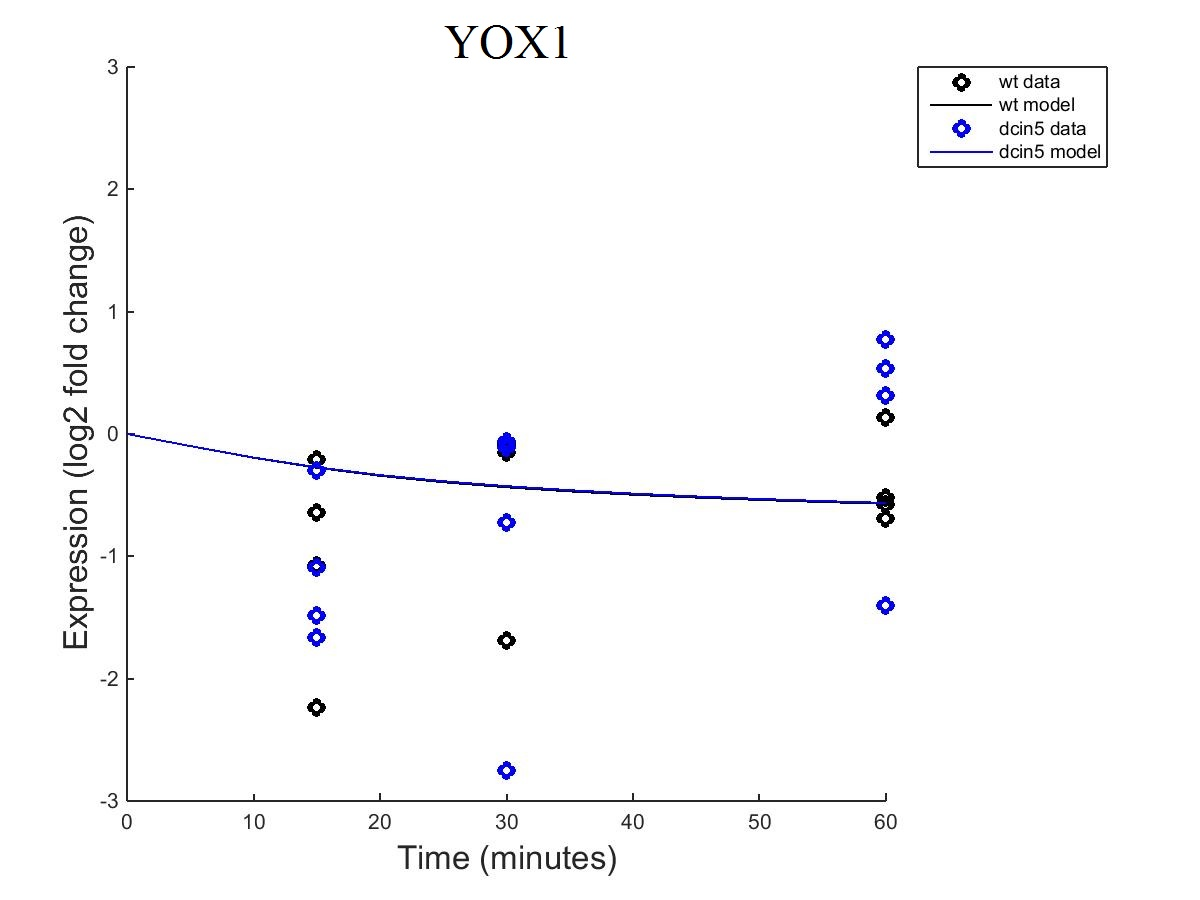 YOX1
3
2
1
0
-1
-2
-3
Expression (log2 fold change)
0 10 20 30 40 50 60
Time (minutes)
wt data
wt model
dcin5 data
dcin5 model